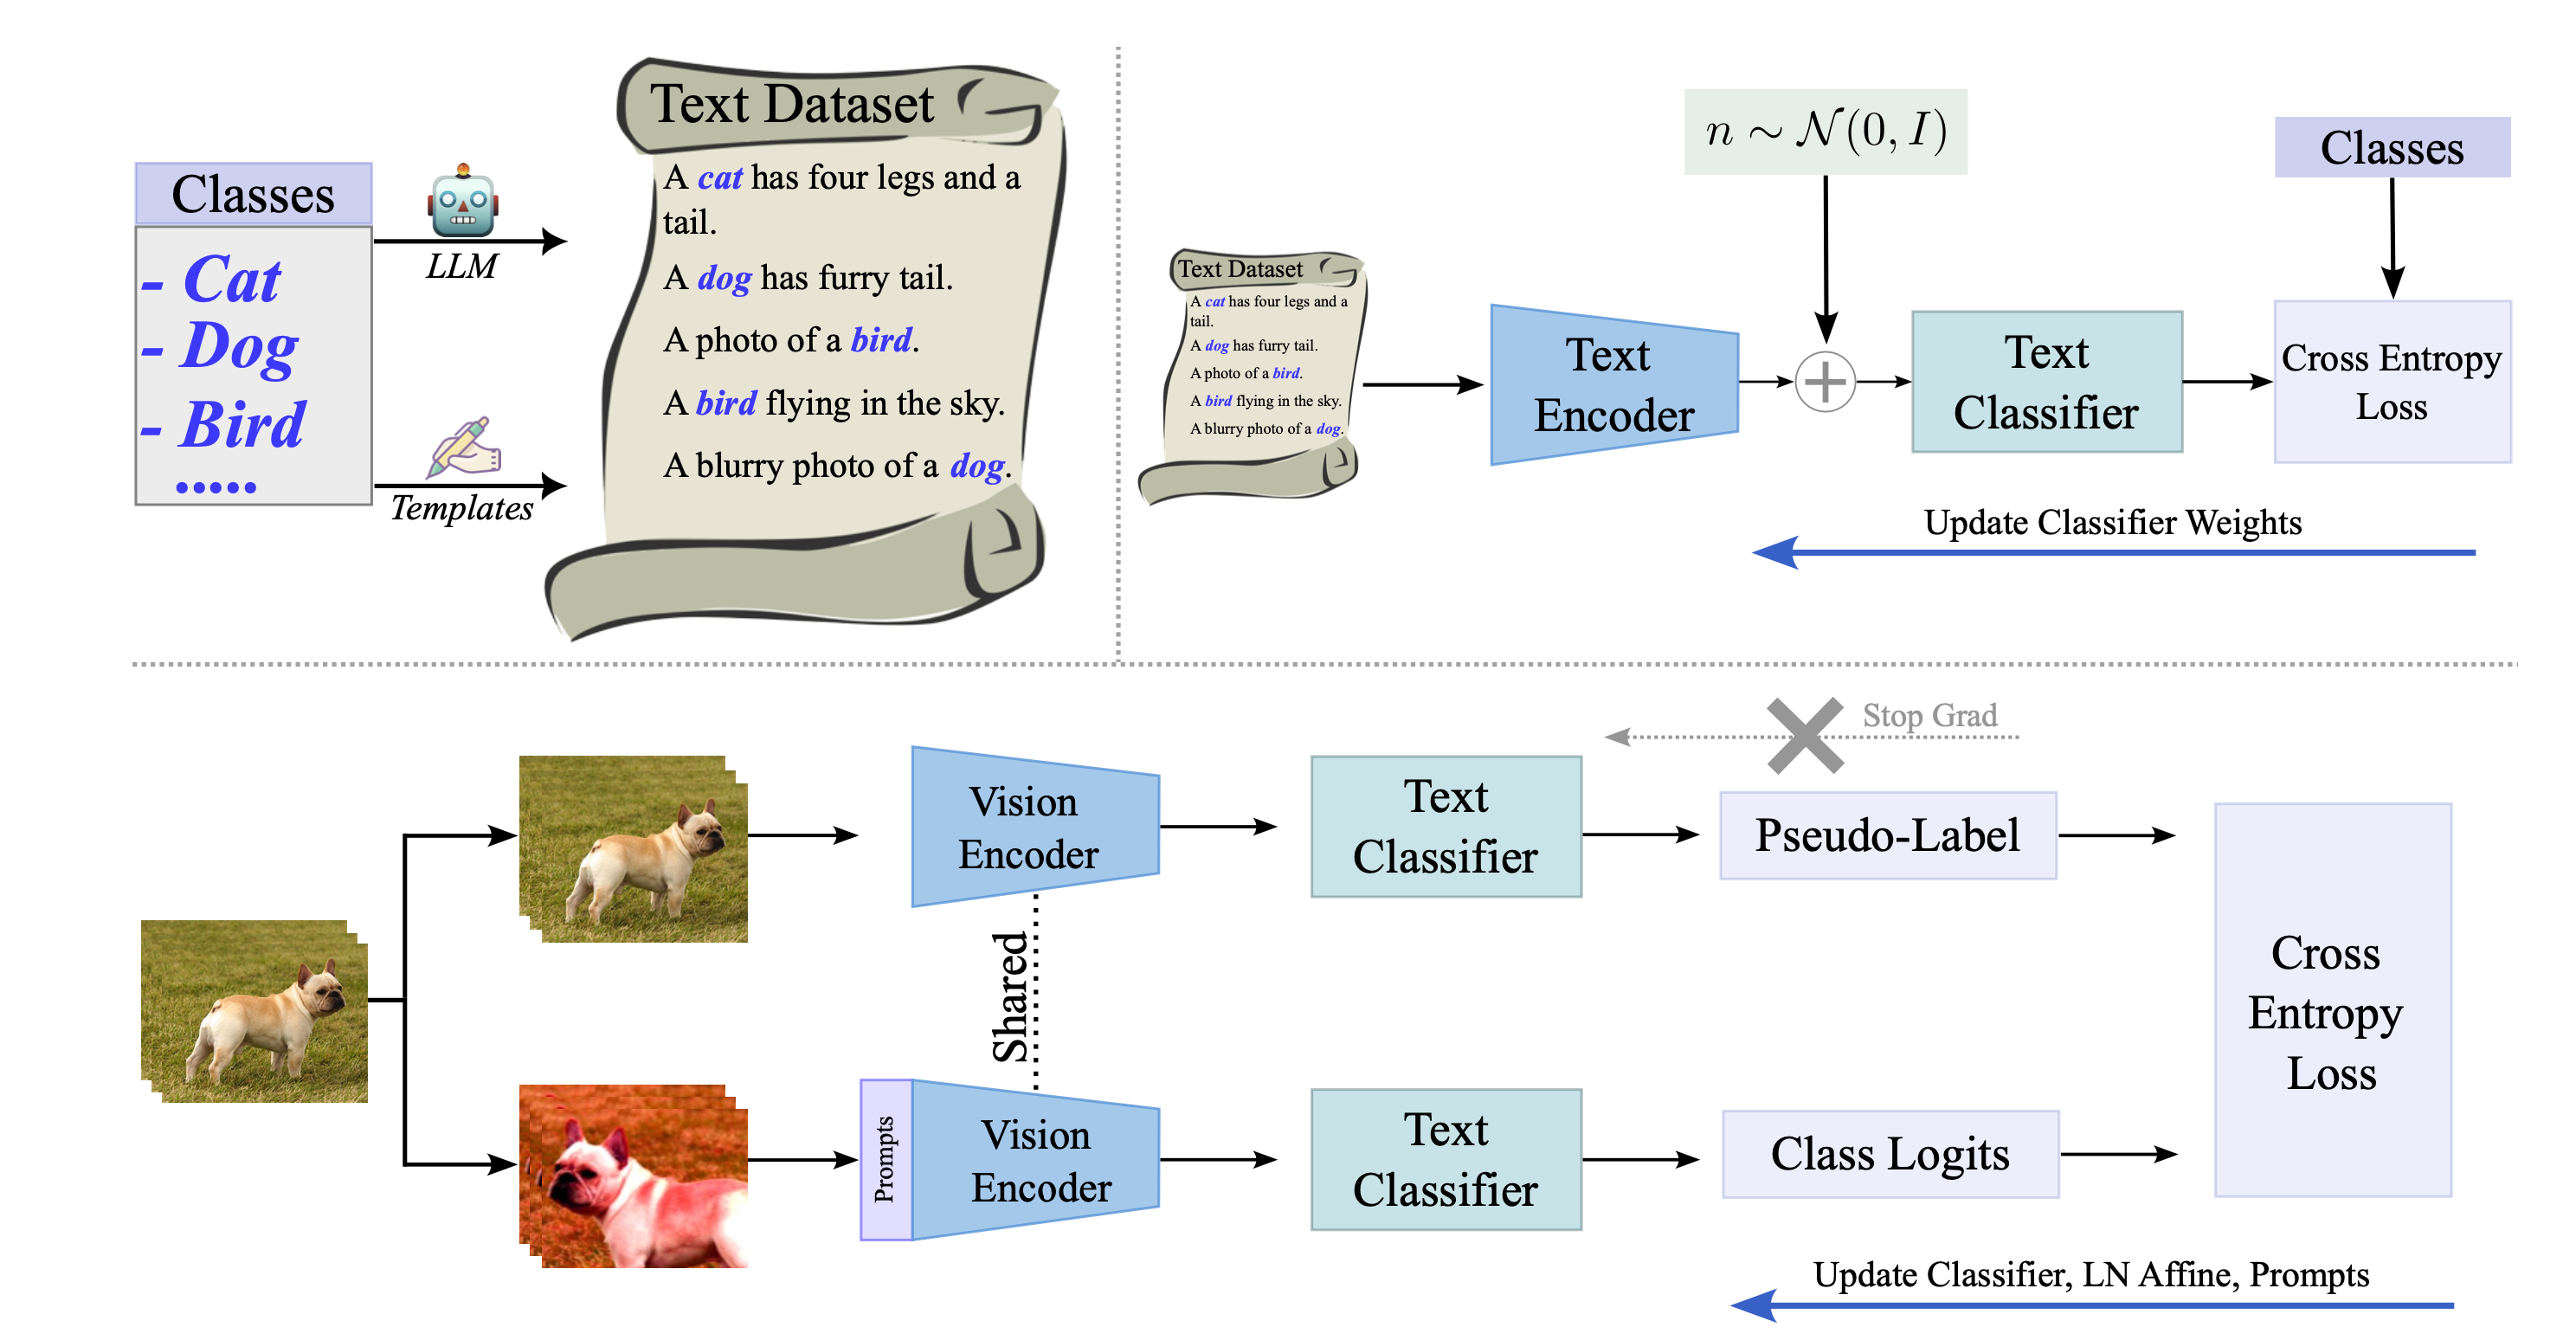 Classes
- Cat
- Dog
- Bird
.....
LLM
Templates
Text Dataset
A cat has four legs and a
tail.
A dog has furry tail.
A photo of a bird.
A bird flying in the sky.
A blurry photo of a dog.
Text Dataset
A cat has four legs and a
tail.
A dog has furry tail.
A photo of a bird.
A bird flying in the sky.
A blurry photo of a dog.
Text
Encoder
n ∼ 𝒩(0, I)
+
Text
Classifier
Classes
Cross Entropy
Loss
Update Classifier Weights
Vision
Encoder
Text
Classifier
Stop Grad
Pseudo-Label
Shared
Prompts
Vision
Encoder
Text
Classifier
Class Logits
Cross
Entropy
Loss
Update Classifier, LN Affine, Prompts